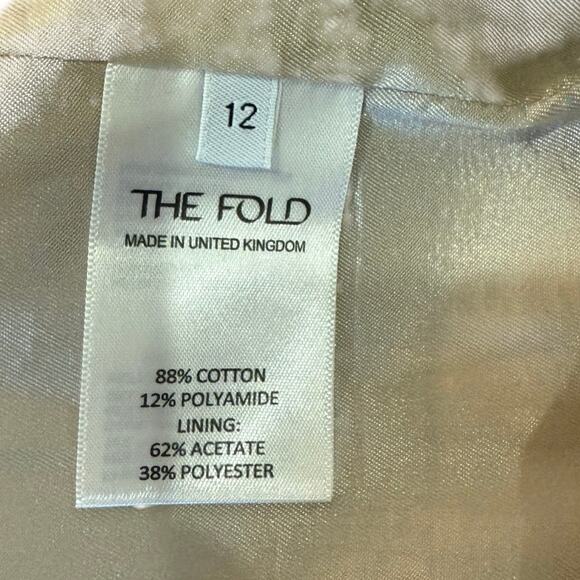 12
THE FOLD
MADE IN UNITED KINGDOM
88% COTTON
12% POLYAMIDE
LINING:
62% ACETATE
38% POLYESTER